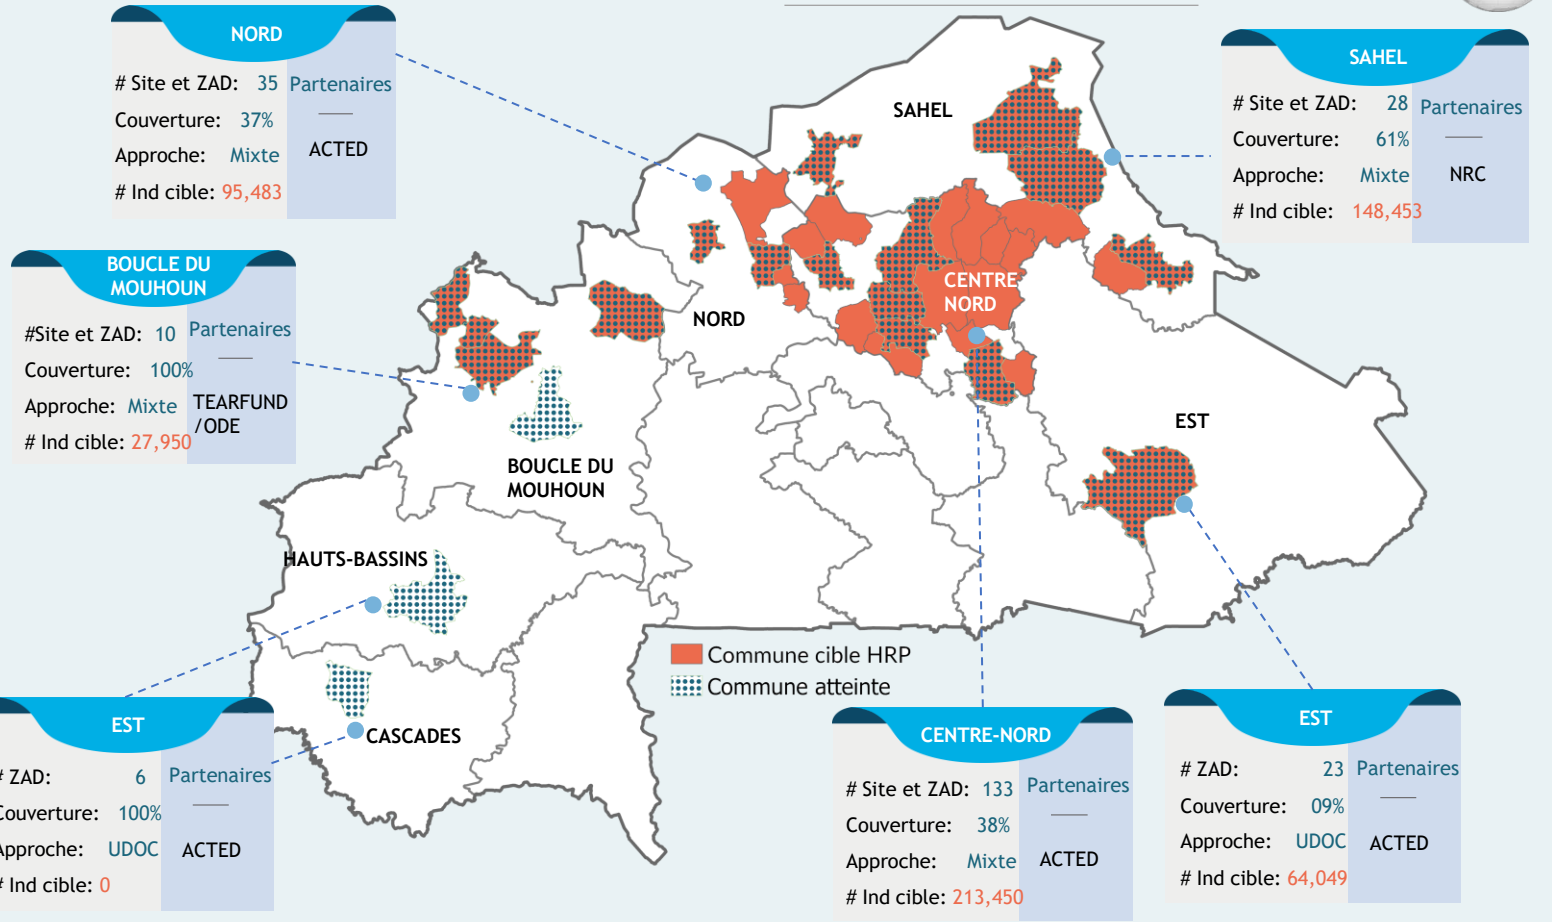 NORD
# Site et ZAD: 35
Couverture: 37%
Approche: Mixte
# Ind cible: 95,483
Partenaires
ACTED
SAHEL
# Site et ZAD: 28
Couverture: 61%
Approche: Mixte
# Ind cible: 148,453
Partenaires
NRC
BOUCLE DU
MOUHOUN
#Site et ZAD: 10
Couverture: 100%
Approche: Mixte
# Ind cible: 27,950
Partenaires
TEARFUND
/ODE
SAHEL
CENTRE
NORD
NORD
EST
BOUCLE DU
MOUHOUN
HAUTS-BASSINS
CASCADES
Commune cible HRP
Commune atteinte
EST
# ZAD: 6
Couverture: 100%
Approche: UDOC
# Ind cible: 0
Partenaires
ACTED
CENTRE-NORD
# Site et ZAD: 133
Couverture: 38%
Approche: Mixte
# Ind cible: 213,450
Partenaires
ACTED
EST
# ZAD: 23
Couverture: 09%
Approche: UDOC
# Ind cible: 64,049
Partenaires
ACTED